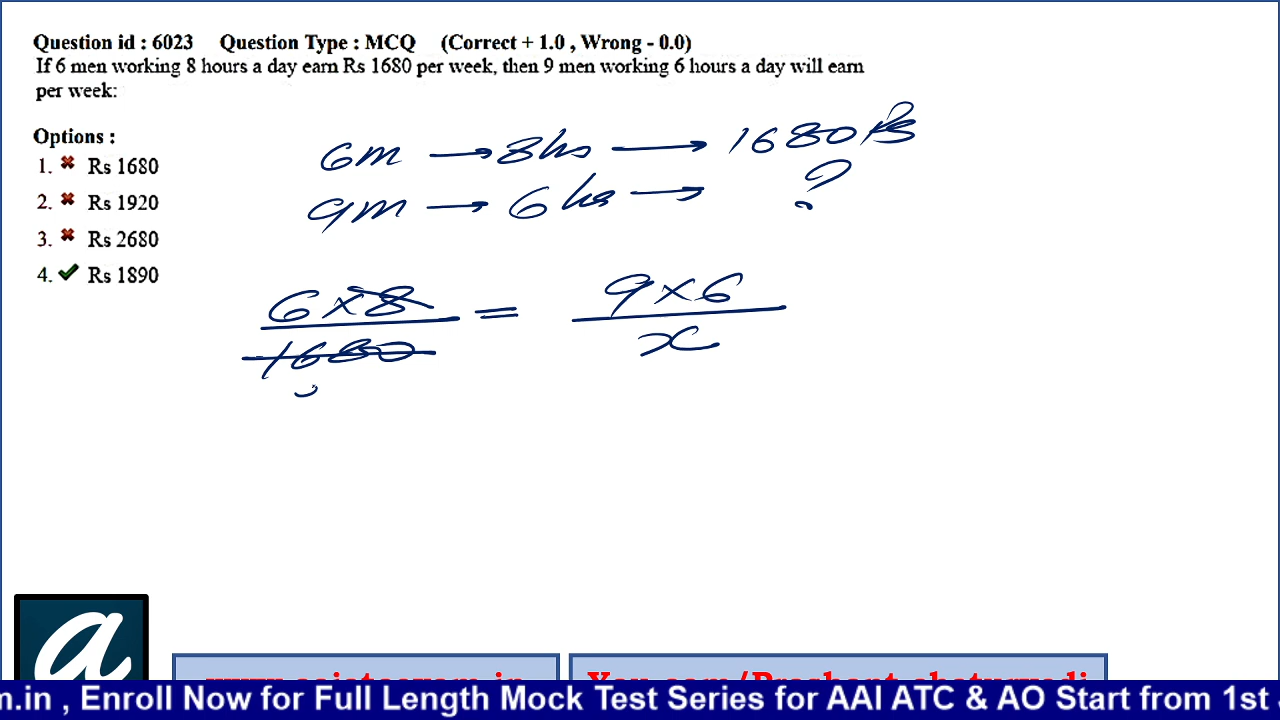 Question id : 6023 Question Type : MCQ (Correct + 1.0 , Wrong - 0.0)
If 6 men working 8 hours a day earn Rs 1680 per week, then 9 men working 6 hours a day will earn
per week:
Options :
1. ✖ Rs 1680
2. ✖ Rs 1920
3. ✖ Rs 2680
4. ✔ Rs 1890
6m → 8hs → 1680 Rs
9m → 6 hs → ?
6×8 = 9×6
1680 x
a
m.in , Enroll Now for Full Length Mock Test Series for AAI ATC & AO Start from 1st